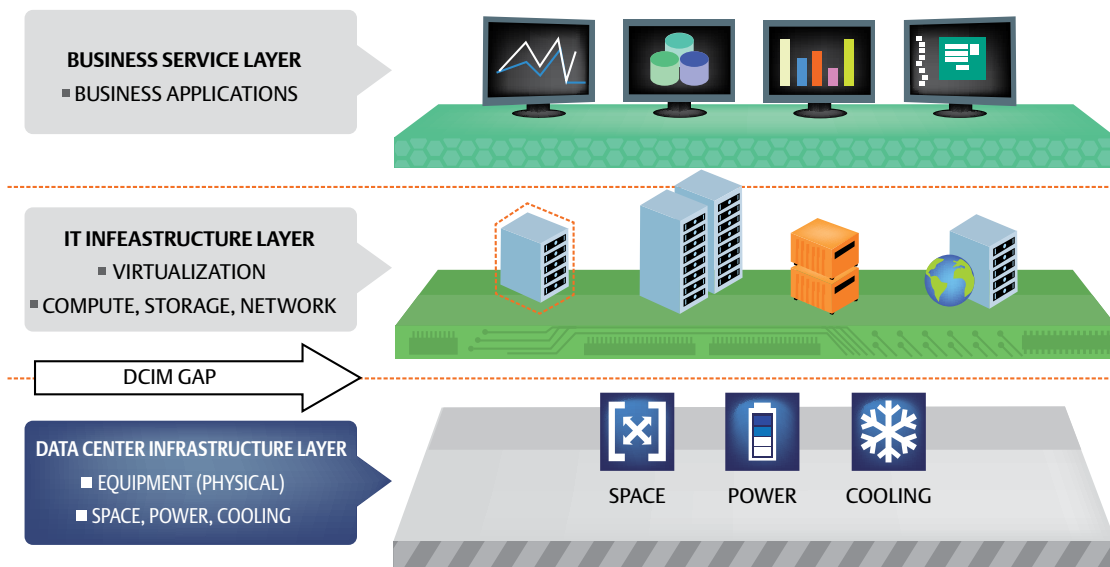 BUSINESS SERVICE LAYER
▪ BUSINESS APPLICATIONS
IT INFEASTRUCTURE LAYER
▪ VIRTUALIZATION
▪ COMPUTE, STORAGE, NETWORK
DCIM GAP
DATA CENTER INFRASTRUCTURE LAYER
▪ EQUIPMENT (PHYSICAL)
▪ SPACE, POWER, COOLING
SPACE
POWER
COOLING